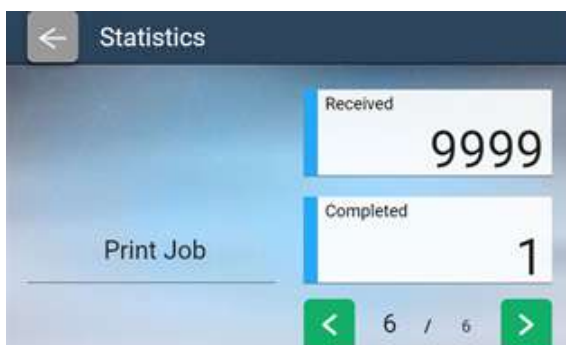 Statistics
Received
9999
Completed
Print Job
1
6 / 6